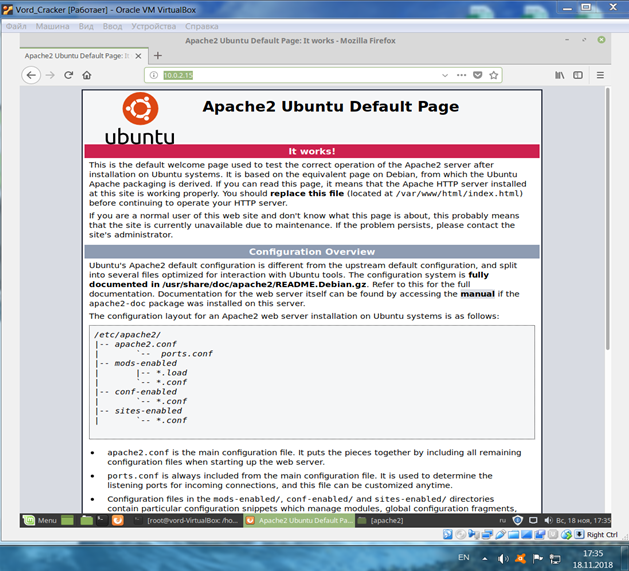 Vord_Cracker [Работает] - Oracle VM VirtualBox
Файл Машина Вид Ввод Устройства Справка
Apache2 Ubuntu Default Page: It works - Mozilla Firefox
Apache2 Ubuntu Default Page: It
10.0.2.15
Apache2 Ubuntu Default Page
ubuntu
It works!
This is the default welcome page used to test the correct operation of the Apache2 server after
installation on Ubuntu systems. It is based on the equivalent page on Debian, from which the Ubuntu
Apache packaging is derived. If you can read this page, it means that the Apache HTTP server installed
at this site is working properly. You should replace this file (located at /var/www/html/index.html)
before continuing to operate your HTTP server.
If you are a normal user of this web site and don't know what this page is about, this probably means
that the site is currently unavailable due to maintenance. If the problem persists, please contact the
site's administrator.
Configuration Overview
Ubuntu's Apache2 default configuration is different from the upstream default configuration, and split
into several files optimized for interaction with Ubuntu tools. The configuration system is fully
documented in /usr/share/doc/apache2/README.Debian.gz. Refer to this for the full
documentation. Documentation for the web server itself can be found by accessing the manual if the
apache2-doc package was installed on this server.
The configuration layout for an Apache2 web server installation on Ubuntu systems is as follows:
/etc/apache2/
|-- apache2.conf
|       `--  ports.conf
|-- mods-enabled
|       |-- *.load
|       `-- *.conf
|-- conf-enabled
|       `-- *.conf
|-- sites-enabled
|       `-- *.conf
• apache2.conf is the main configuration file. It puts the pieces together by including all remaining
configuration files when starting up the web server.
• ports.conf is always included from the main configuration file. It is used to determine the
listening ports for incoming connections, and this file can be customized anytime.
• Configuration files in the mods-enabled/, conf-enabled/ and sites-enabled/ directories
contain particular configuration snippets which manage modules, global configuration fragments,
Menu [root@vord-VirtualBox: /ho... Apache2 Ubuntu Default Pa... [apache2] ru Вс, 18 ноя, 17:35
Right Ctrl
EN 17:35
18.11.2018